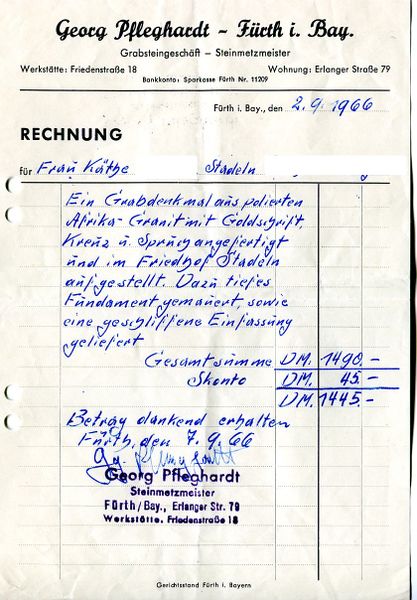 Georg Pfleghardt - Fürth i. Bay.
Grabsteingeschäft – Steinmetzmeister
Werkstätte: Friedenstraße 18 Wohnung: Erlanger Straße 79
Bankkonto: Sparkasse Fürth Nr. 11209
Fürth i. Bay., den 2.9.1966
RECHNUNG
für Frau Käthe Stadeln
Ein Grabdenkmal aus polierten
Afrika-Granit mit Goldschrift,
Kreuz u. Spruch angefertigt
und im Friedhof Stadeln
aufgestellt. Dazu tiefes
Fundament gemauert, sowie
eine geschliffene Einfassung
geliefert
Gesamtsumme DM. 1490.-
Skonto DM. 45.-
DM. 1445.-
Betrag dankend erhalten
Fürth, den 7.9.66
Gg. Pfleghardt
Georg Pfleghardt
Steinmetzmeister
Fürth/Bay., Erlanger Str. 79
Werkstätte, Friedenstraße 18
Gerichtsstand Fürth i. Bayern